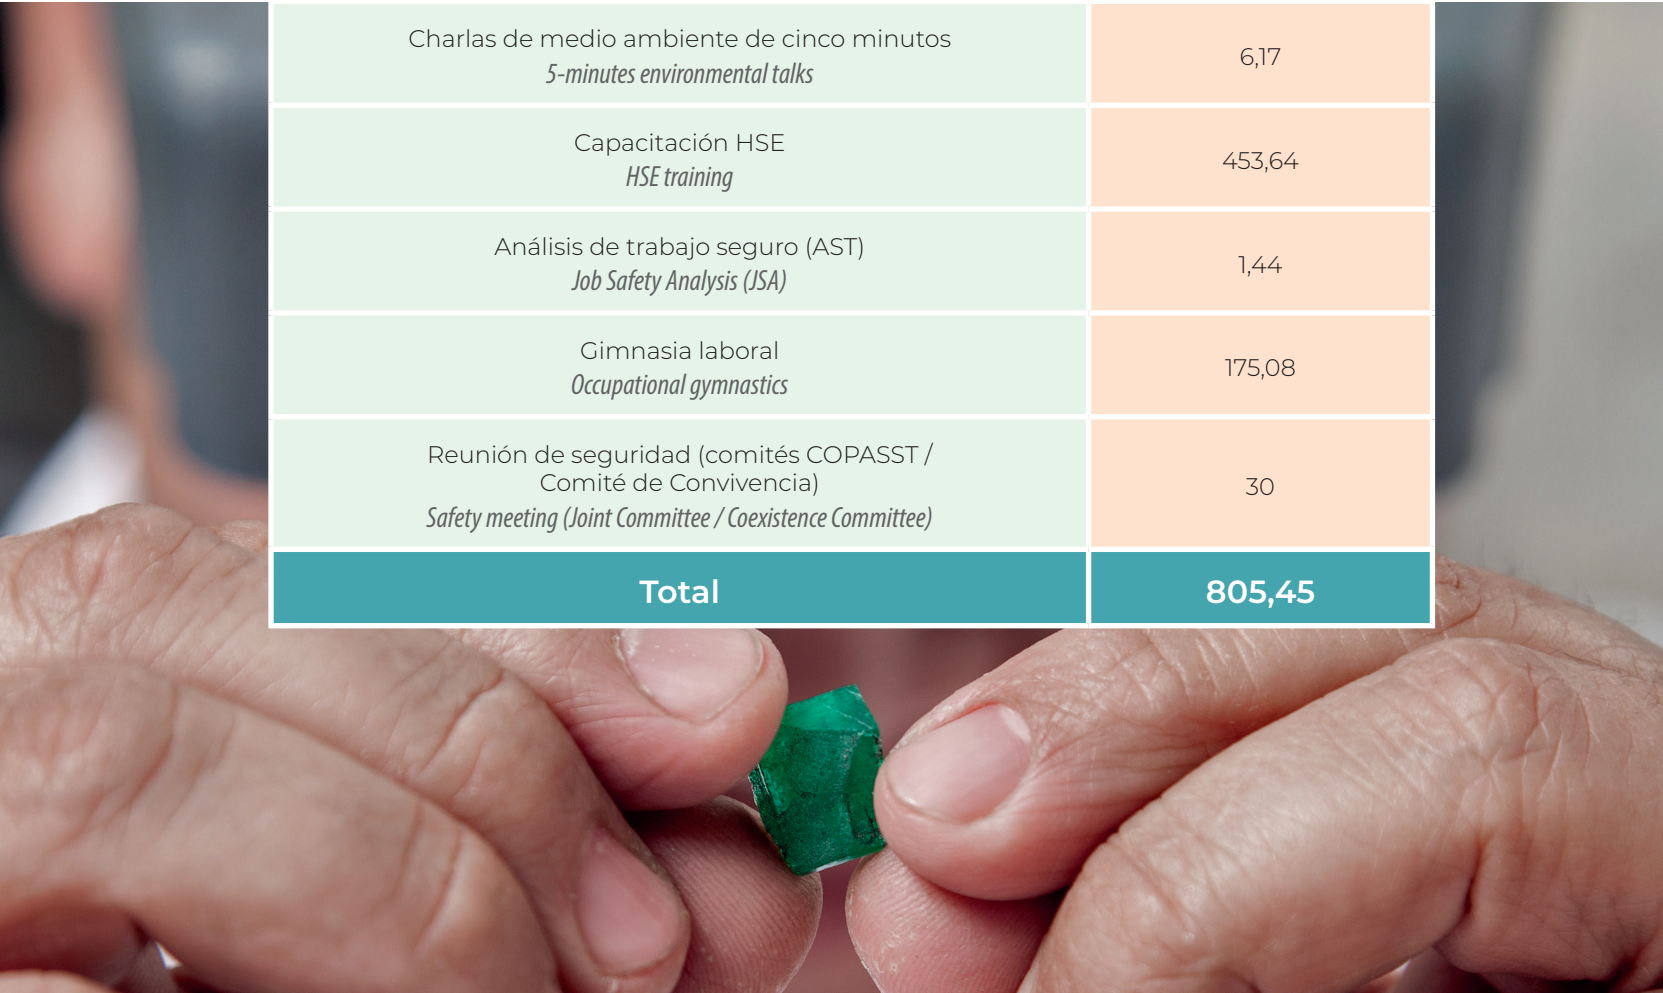 Charlas de medio ambiente de cinco minutos
5-minutes environmental talks
6,17
Capacitación HSE
HSE training
453,64
Análisis de trabajo seguro (AST)
Job Safety Analysis (JSA)
1,44
Gimnasia laboral
Occupational gymnastics
175,08
Reunión de seguridad (comités COPASST /
Comité de Convivencia)
Safety meeting (Joint Committee / Coexistence Committee)
30
Total
805,45